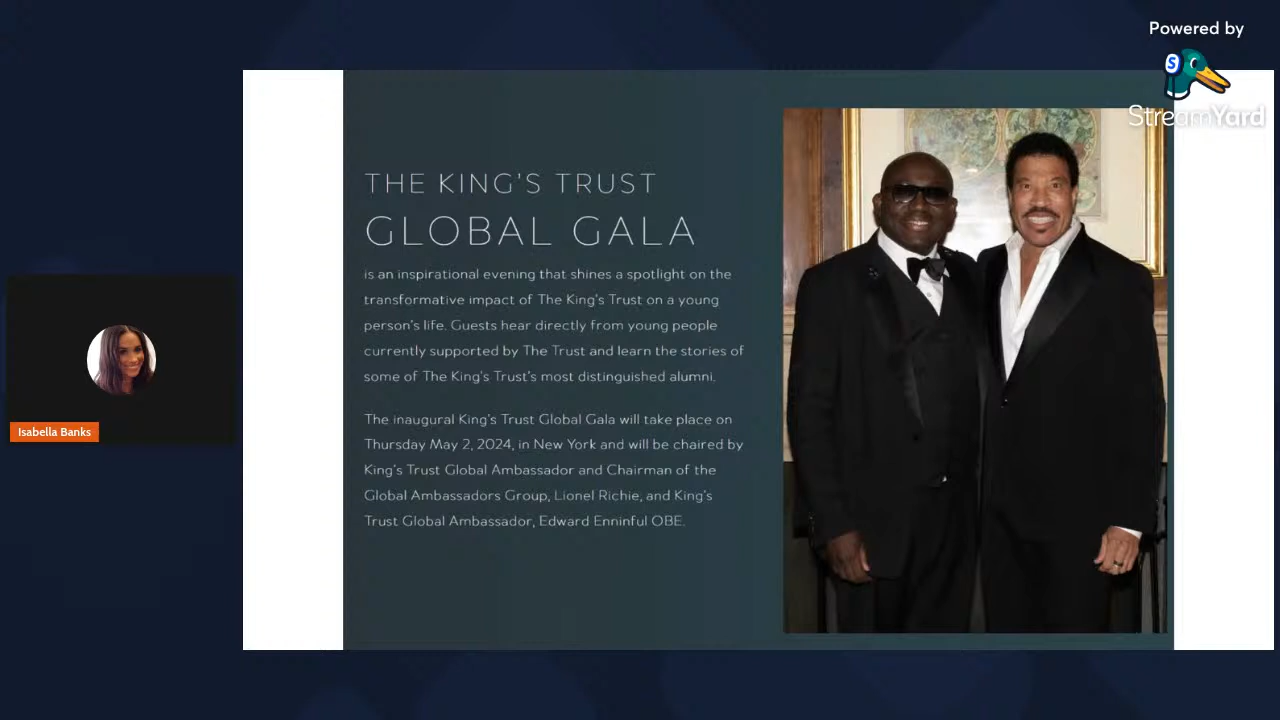 Powered by
S
StreamYard
THE KING'S TRUST
GLOBAL GALA
is an inspirational evening that shines a spotlight on the
transformative impact of The King's Trust on a young
person's life. Guests hear directly from young people
currently supported by The Trust and learn the stories of
some of The King's Trust's most distinguished alumni.
The inaugural King's Trust Global Gala will take place on
Thursday May 2, 2024, in New York and will be chaired by
King's Trust Global Ambassador and Chairman of the
Global Ambassadors Group, Lionel Richie, and King's
Trust Global Ambassador, Edward Enninful OBE.
Isabella Banks